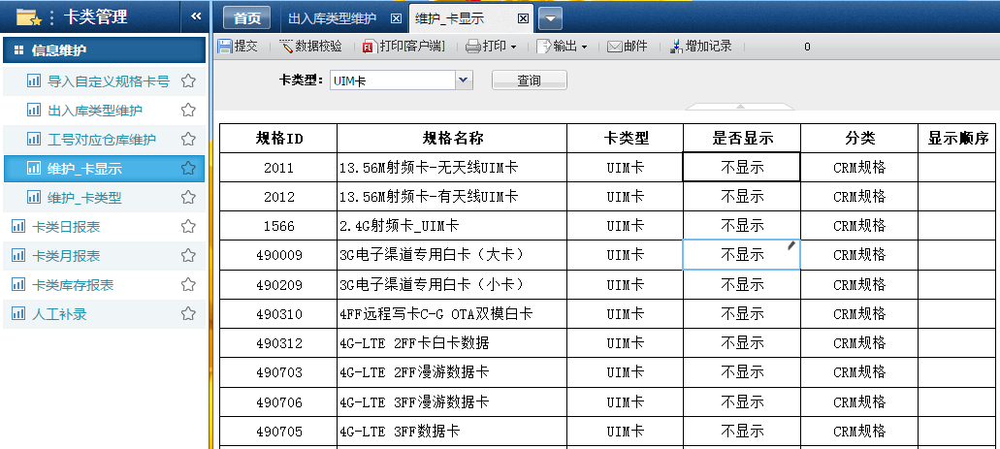 卡类管理
信息维护
导入自定义规格卡号
出入库类型维护
工号对应仓库维护
维护_卡显示
维护_卡类型
卡类日报表
卡类月报表
卡类库存报表
人工补录
首页 出入库类型维护 维护_卡显示
提交 数据校验 打印[客户端] 打印 输出 邮件 增加记录 0
卡类型: UIM卡 查询
规格ID 规格名称 卡类型 是否显示 分类 显示顺序
2011 13.56M射频卡-无天线UIM卡 UIM卡 不显示 CRM规格
2012 13.56M射频卡-有天线UIM卡 UIM卡 不显示 CRM规格
1566 2.4G射频卡_UIM卡 UIM卡 不显示 CRM规格
490009 3G电子渠道专用白卡（大卡） UIM卡 不显示 CRM规格
490209 3G电子渠道专用白卡（小卡） UIM卡 不显示 CRM规格
490310 4FF远程写卡C-G OTA双模白卡 UIM卡 不显示 CRM规格
490312 4G-LTE 2FF卡白卡数据 UIM卡 不显示 CRM规格
490703 4G-LTE 2FF漫游数据卡 UIM卡 不显示 CRM规格
490706 4G-LTE 3FF漫游数据卡 UIM卡 不显示 CRM规格
490705 4G-LTE 3FF数据卡 UIM卡 不显示 CRM规格